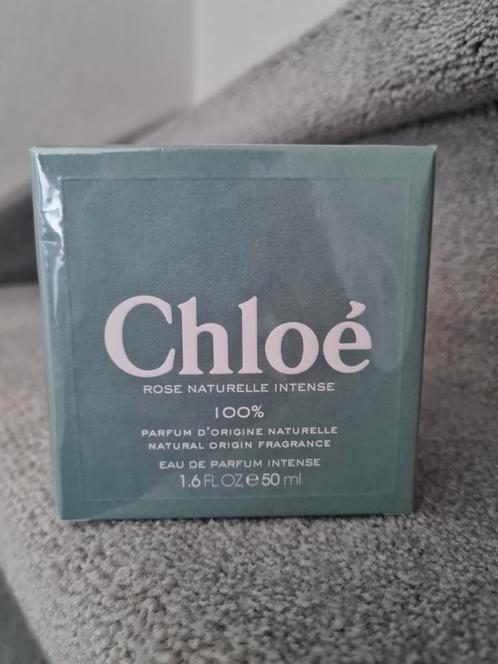 Chloé
ROSE NATURELLE INTENSE
100%
PARFUM D'ORIGINE NATURELLE
NATURAL ORIGIN FRAGRANCE
EAU DE PARFUM INTENSE
1.6 FL OZ ℮ 50 ml